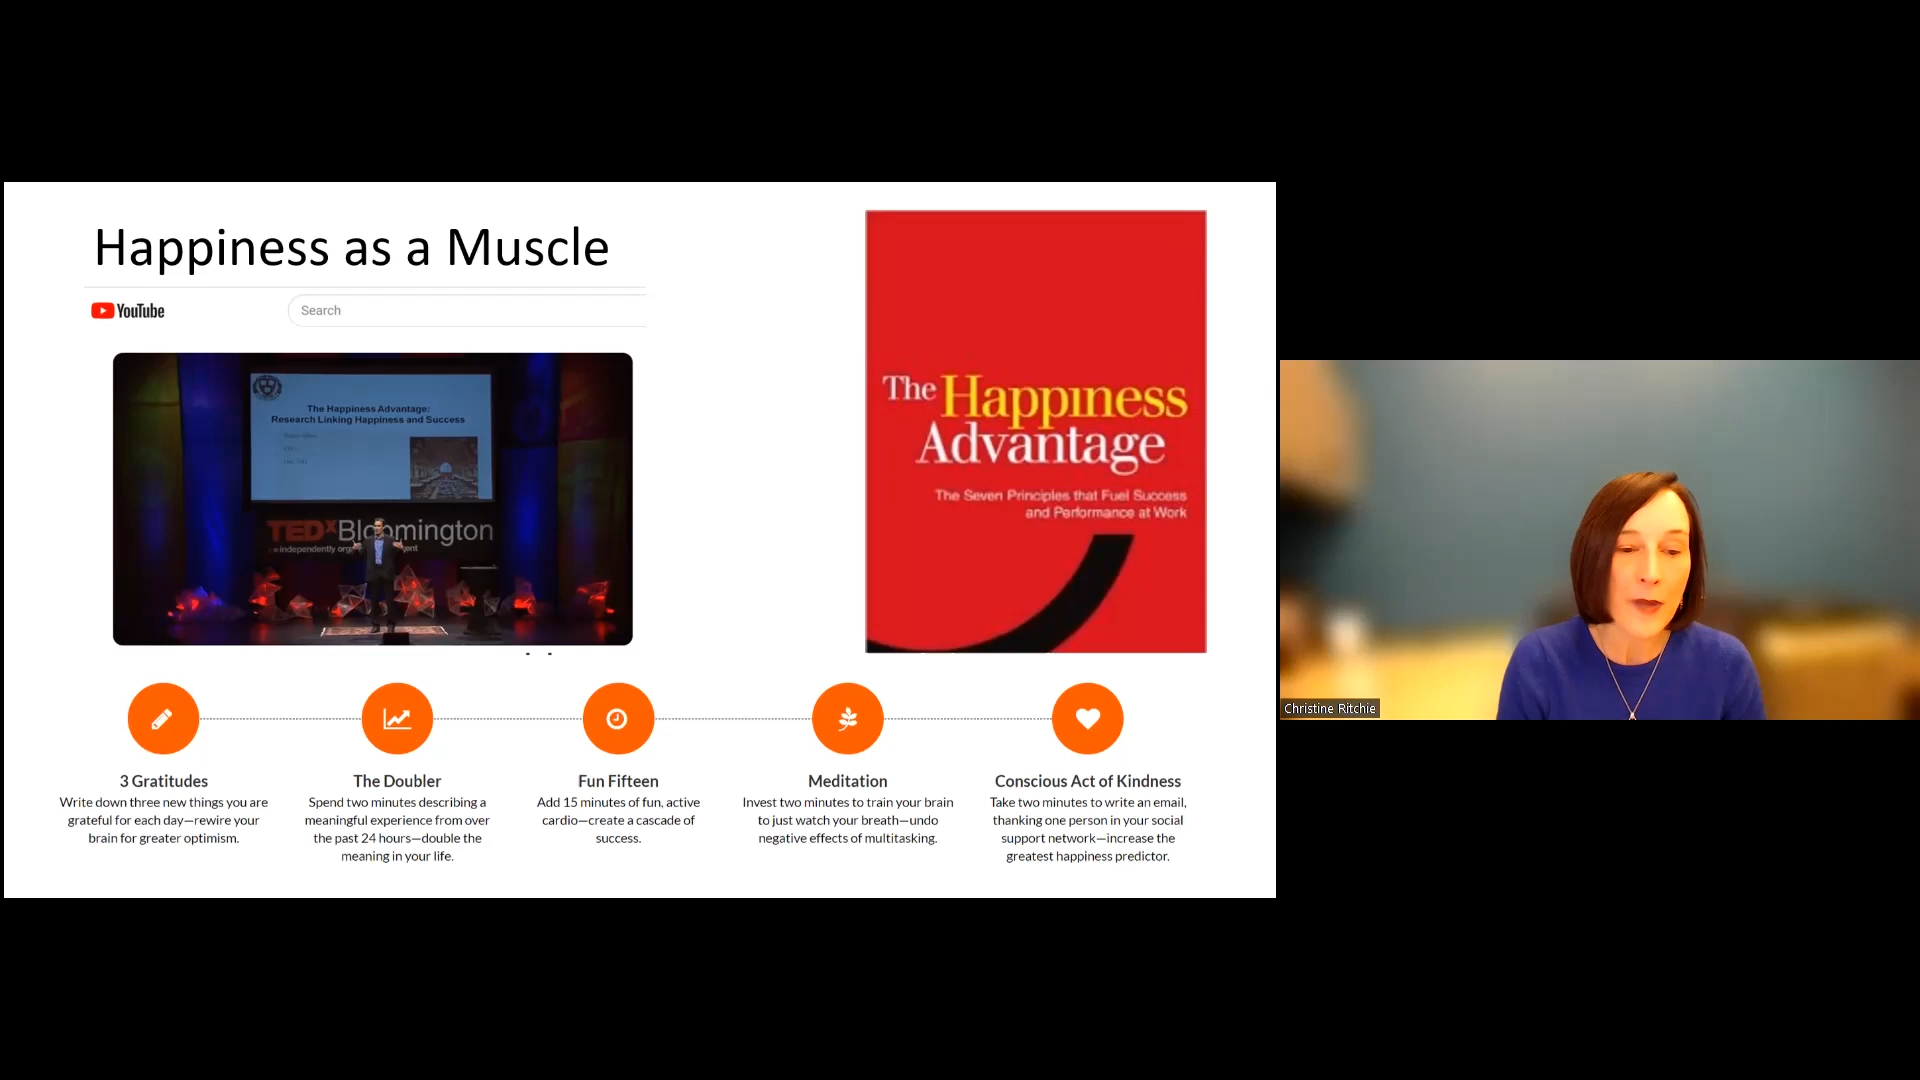 Happiness as a Muscle
YouTube
Search
The Happiness Advantage:
Research Linking Happiness and Success
TEDxBloomington
independently
The Happiness
Advantage
The Seven Principles that Fuel Success
and Performance at Work
3 Gratitudes
Write down three new things you are
grateful for each day—rewire your
brain for greater optimism.
The Doubler
Spend two minutes describing a
meaningful experience from over
the past 24 hours—double the
meaning in your life.
Fun Fifteen
Add 15 minutes of fun, active
cardio—create a cascade of
success.
Meditation
Invest two minutes to train your brain
to just watch your breath—undo
negative effects of multitasking.
Conscious Act of Kindness
Take two minutes to write an email,
thanking one person in your social
support network—increase the
greatest happiness predictor.
Christine Ritchie